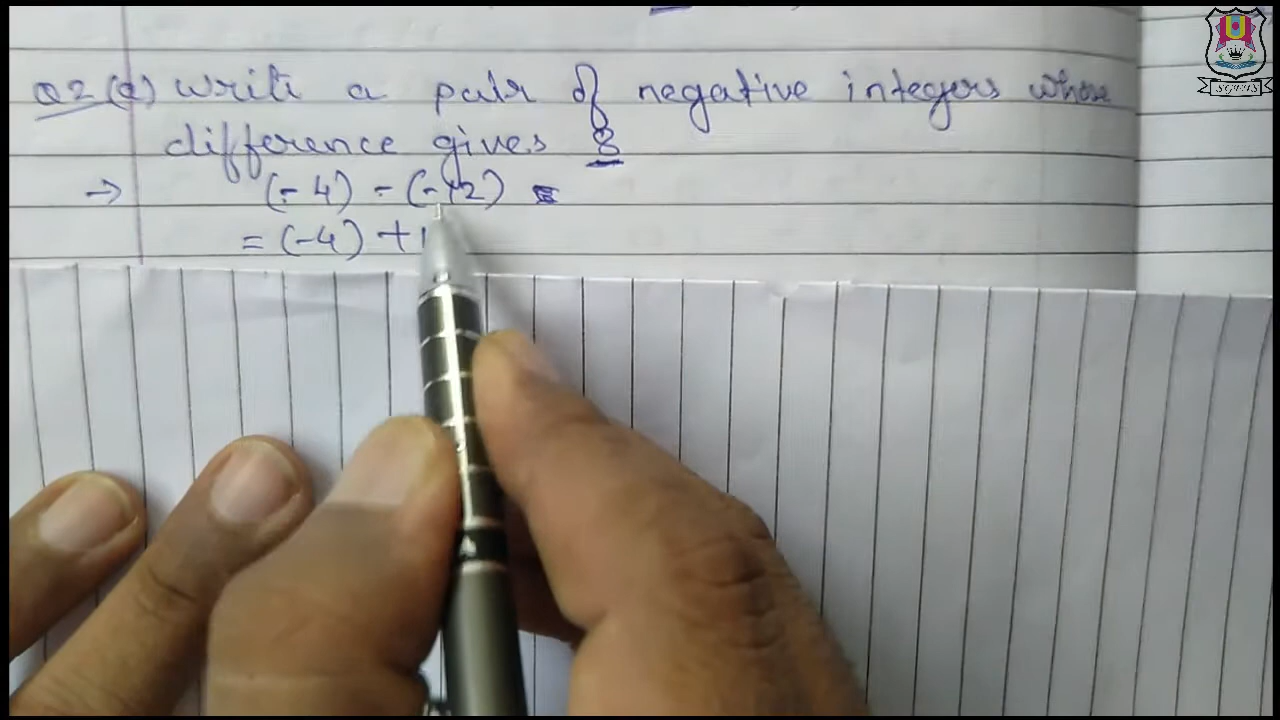 Q2 (a) Write a pair of negative integers whose
difference gives 8
→ (-4) - (-12)
= (-4) +1